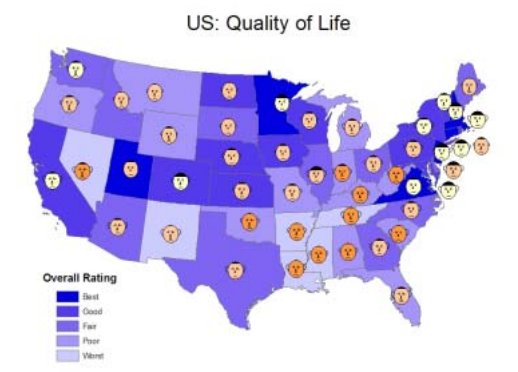 US: Quality of Life
Overall Rating
Best
Good
Fair
Poor
Worst